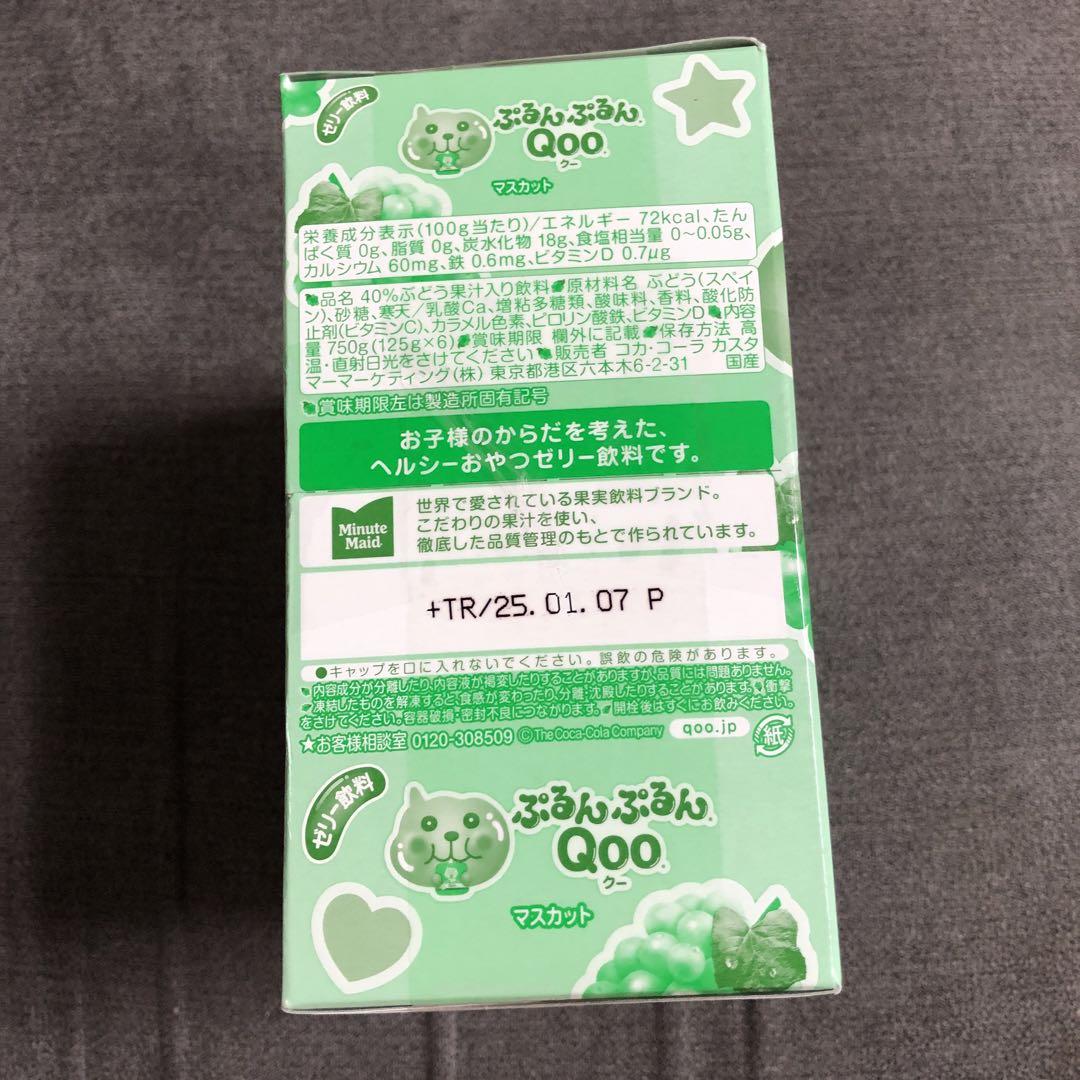 ゼリー飲料
ぷるんぷるん
Qoo
クー
マスカット
栄養成分表示(100g当たり)/エネルギー 72kcal、たん
ぱく質 0g、脂質 0g、炭水化物 18g、食塩相当量 0〜0.05g、
カルシウム 60mg、鉄 0.6mg、ビタミンD 0.7μg
品名 40%ぶどう果汁入り飲料 原材料名 ぶどう(スペイ
ン)、砂糖、寒天/乳酸Ca、増粘多糖類、酸味料、香料、酸化防
止剤(ビタミンC)、カラメル色素、ピロリン酸鉄、ビタミンD 内容
量 750g(125g×6) 賞味期限 欄外に記載 保存方法 高
温・直射日光をさけてください 販売者 コカ・コーラ カスタ
マーマーケティング(株) 東京都港区六本木6-2-31 国産
賞味期限左は製造所固有記号
お子様のからだを考えた、
ヘルシーおやつゼリー飲料です。
Minute
Maid
世界で愛されている果実飲料ブランド。
こだわりの果汁を使い、
徹底した品質管理のもとで作られています。
+TR/25.01.07 P
●キャップを口に入れないでください。誤飲の危険があります。
内容成分が分離したり、内容液が褐変したりすることがありますが、品質には問題ありません。
凍結したものを解凍すると、食感が変わったり、分離・沈殿したりすることがあります。衝撃
をさけてください。容器破損・密封不良につながります。開栓後はすぐにお飲みください。
★お客様相談室 0120-308509 ©The Coca-Cola Company qoo.jp 紙
ゼリー飲料
ぷるんぷるん
Qoo
クー
マスカット